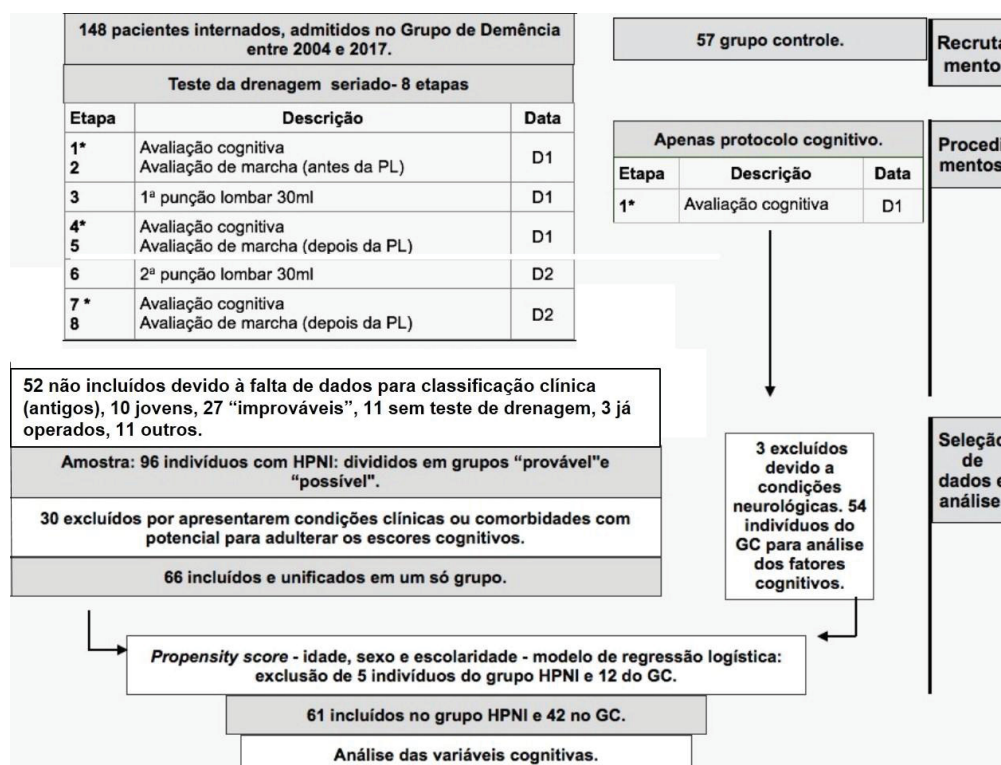 148 pacientes internados, admitidos no Grupo de Demência
entre 2004 e 2017.
Teste da drenagem seriado- 8 etapas
Etapa Descrição Data
1* Avaliação cognitiva
2 Avaliação de marcha (antes da PL) D1
3 1ª punção lombar 30ml D1
4* Avaliação cognitiva
5 Avaliação de marcha (depois da PL) D1
6 2ª punção lombar 30ml D2
7 * Avaliação cognitiva
8 Avaliação de marcha (depois da PL) D2
57 grupo controle.
Recruta
mento
Apenas protocolo cognitivo.
Etapa Descrição Data
1* Avaliação cognitiva D1
Procedi
mentos
52 não incluídos devido à falta de dados para classificação clínica
(antigos), 10 jovens, 27 “improváveis”, 11 sem teste de drenagem, 3 já
operados, 11 outros.
Amostra: 96 indivíduos com HPNI: divididos em grupos “provável"e
“possível".
30 excluídos por apresentarem condições clínicas ou comorbidades com
potencial para adulterar os escores cognitivos.
66 incluídos e unificados em um só grupo.
3 excluídos
devido a
condições
neurológicas. 54
indivíduos do
GC para análise
dos fatores
cognitivos.
Seleção
de
dados e
análise
Propensity score - idade, sexo e escolaridade - modelo de regressão logística:
exclusão de 5 indivíduos do grupo HPNI e 12 do GC.
61 incluídos no grupo HPNI e 42 no GC.
Análise das variáveis cognitivas.